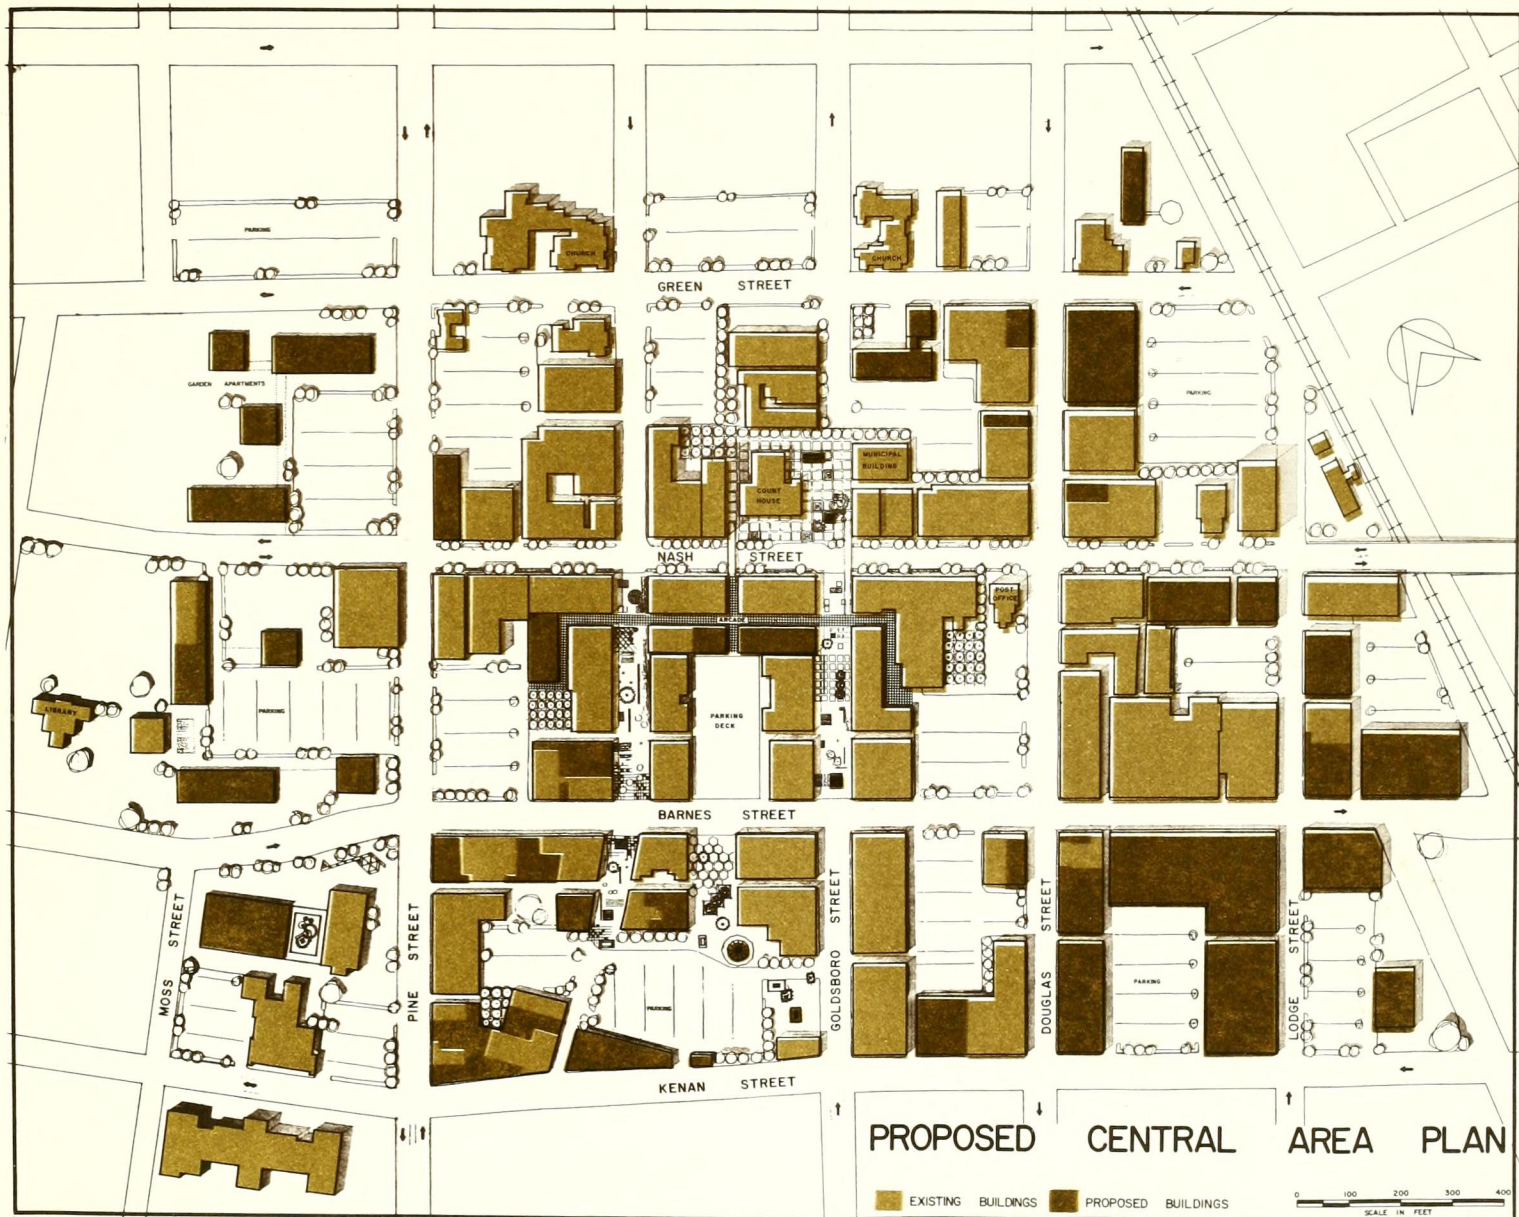 PARKING
CHURCH
CHURCH
GREEN STREET
GARDEN APARTMENTS
PARKING
MUNICIPAL
BUILDING
COURT
HOUSE
NASH STREET
POST
OFFICE
ARCADE
LIBRARY
PARKING
PARKING
DECK
BARNES STREET
MOSS STREET
PINE STREET
GOLDSBORO STREET
DOUGLAS STREET
LODGE STREET
PARKING
PARKING
KENAN STREET
PROPOSED CENTRAL AREA PLAN
EXISTING BUILDINGS PROPOSED BUILDINGS
0 100 200 300 400
SCALE IN FEET